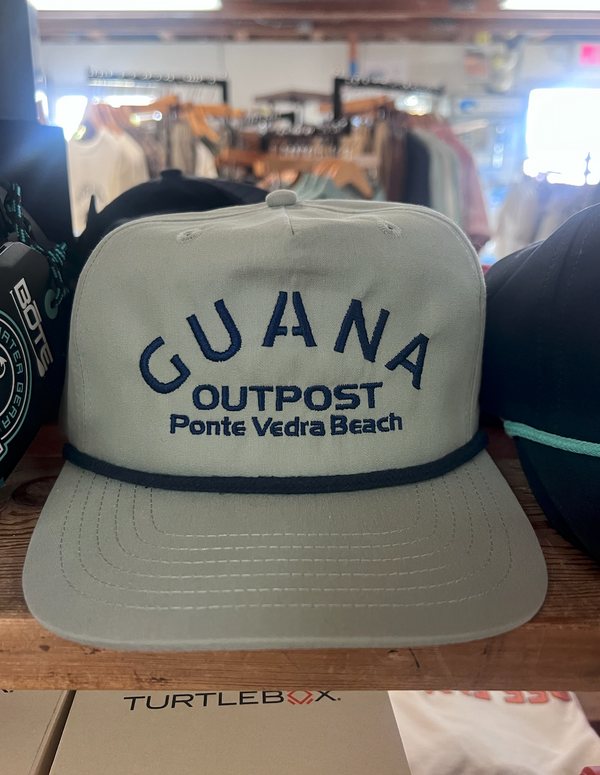 GUANA
OUTPOST
Ponte Vedra Beach
BOTE
TURTLEBOX.